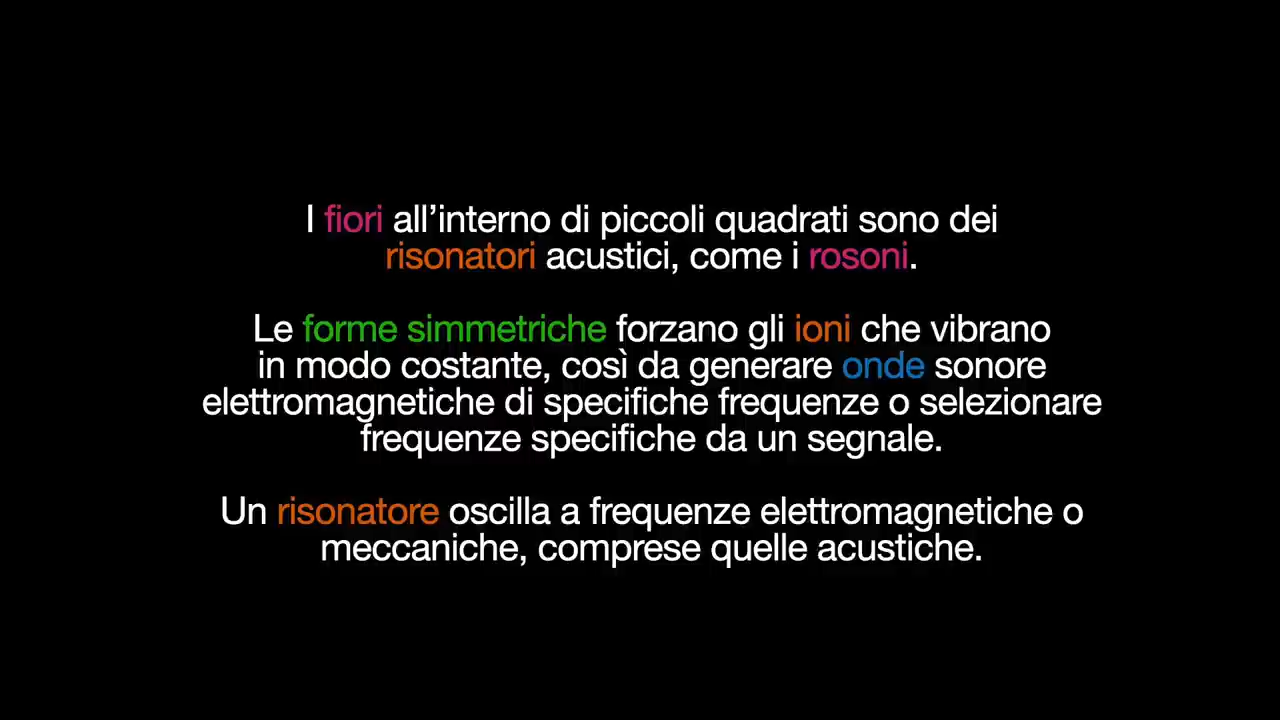 I fiori all’interno di piccoli quadrati sono dei
risonatori acustici, come i rosoni.
Le forme simmetriche forzano gli ioni che vibrano
in modo costante, così da generare onde sonore
elettromagnetiche di specifiche frequenze o selezionare
frequenze specifiche da un segnale.
Un risonatore oscilla a frequenze elettromagnetiche o
meccaniche, comprese quelle acustiche.